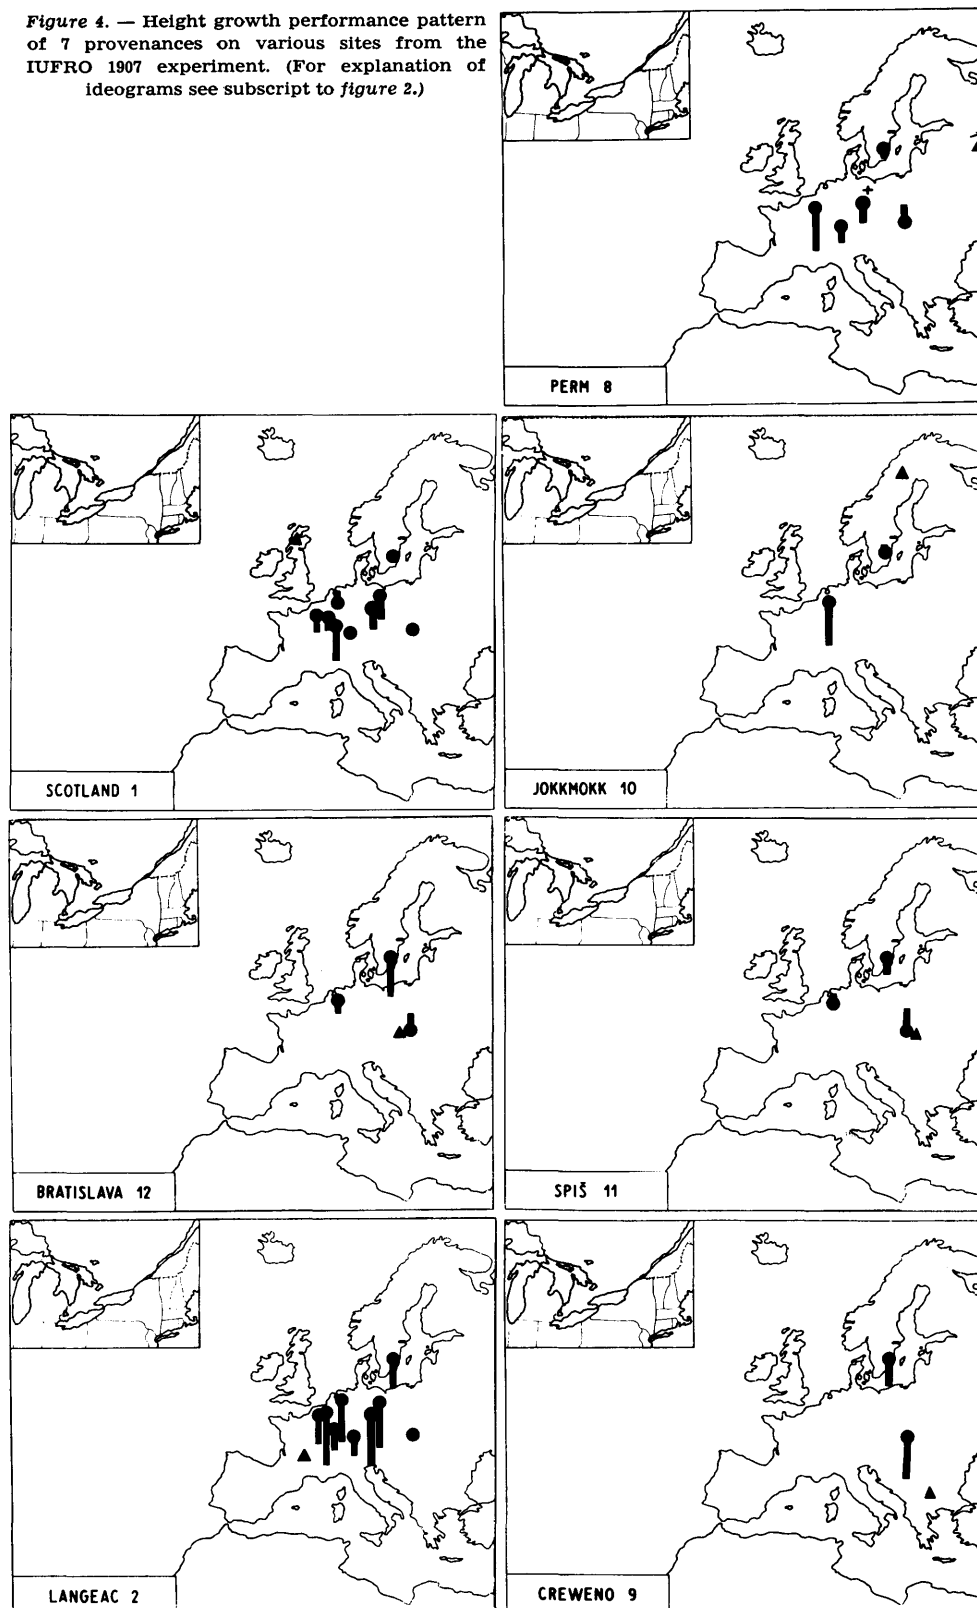 Figure 4. — Height growth performance pattern
of 7 provenances on various sites from the
IUFRO 1907 experiment. (For explanation of
ideograms see subscript to figure 2.)
PERM 8
SCOTLAND 1
JOKKMOKK 10
BRATISLAVA 12
SPIŠ 11
LANGEAC 2
CREWENO 9